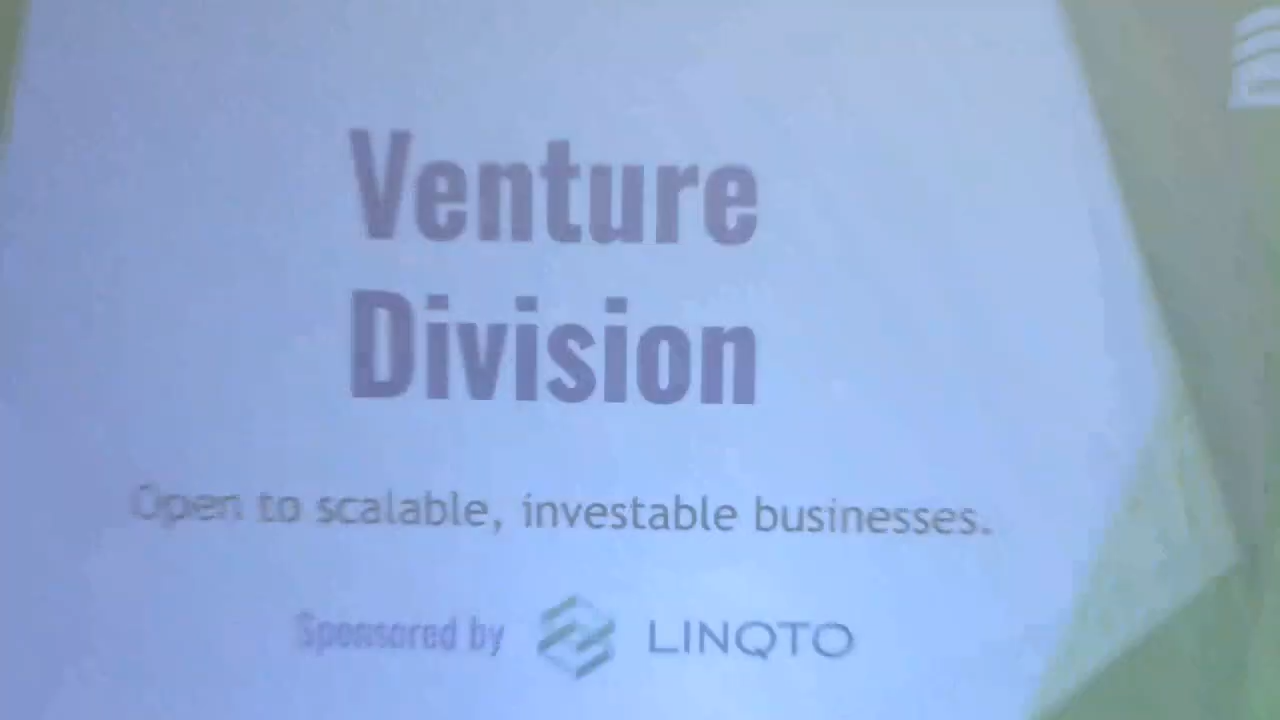 Venture
Division
Open to scalable, investable businesses.
Sponsored by LINQTO